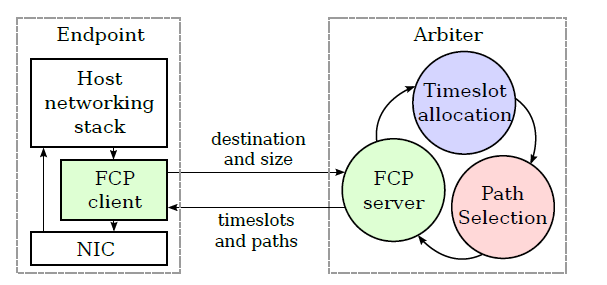 Endpoint
Host
networking
stack
FCP
client
NIC
destination
and size
timeslots
and paths
Arbiter
Timeslot
allocation
FCP
server
Path
Selection